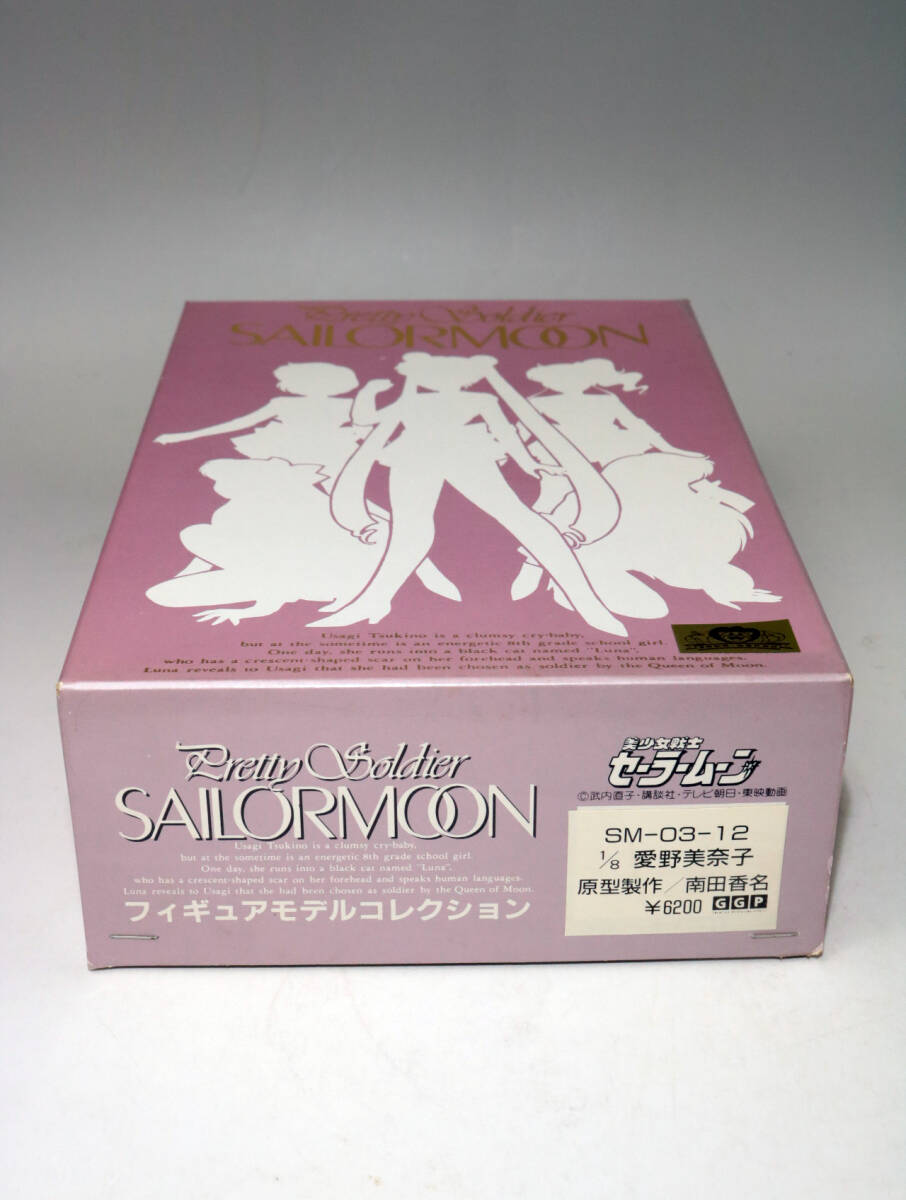 Pretty Soldier
SAILORMOON
Usagi Tsukino is a clumsy cry-baby,
but at the sometime is an energetic 8th grade school girl.
One day, she runs into a black cat named "Luna",
who has a crescent-shaped scar on her forehead and speaks human languages.
Luna reveals to Usagi that she had been chosen as soldier by the Queen of Moon.
Pretty Soldier
SAILORMOON
Usagi Tsukino is a clumsy cry-baby,
but at the sometime is an energetic 8th grade school girl.
One day, she runs into a black cat named "Luna",
who has a crescent-shaped scar on her forehead and speaks human languages.
Luna reveals to Usagi that she had been chosen as soldier by the Queen of Moon.
フィギュアモデルコレクション
美少女戦士
セーラームーン
©武内直子・講談社・テレビ朝日・東映動画
SM-03-12
1/8 愛野美奈子
原型製作/南田香名
¥6200 GGP